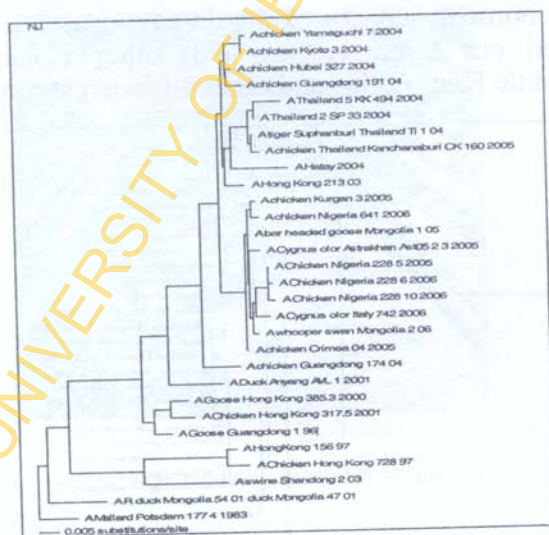 NJ
Achicken Yamaguchi 7 2004
Achicken Kyoto 3 2004
Achicken Hubei 327 2004
Achicken Guangdong 191 04
AThailand 5 KK 494 2004
AThailand 2 SP 33 2004
Atiger Suphanburi Thailand Ti 1 04
Achicken Thailand Kanchanaburi CK 160 2005
AHatay 2004
AHong Kong 213 03
Achicken Kurgan 3 2005
Achicken Nigeria 641 2006
Abar headed goose Mongolia 1 05
ACygnus olor Astrakhan Ast05 2 3 2005
AChicken Nigeria 228 5 2005
AChicken Nigeria 228 6 2006
AChicken Nigeria 228 10 2006
ACygnus olor Italy 742 2006
Awhooper swan Mongolia 2 06
Achicken Crimea 04 2005
Achicken Guangdong 174 04
ADuck Anyang AVL 1 2001
AGoose Hong Kong 385.3 2000
AChicken Hong Kong 317.5 2001
AGoose Guangdong 1 96
AHongKong 156 97
AChicken Hong Kong 728 97
Aswine Shandong 2 03
AR duck Mongolia 54 01 duck Mongolia 47 01
AMallard Potsdam 177 4 1983
0.005 substitutions/site
UNIVERSITY OF